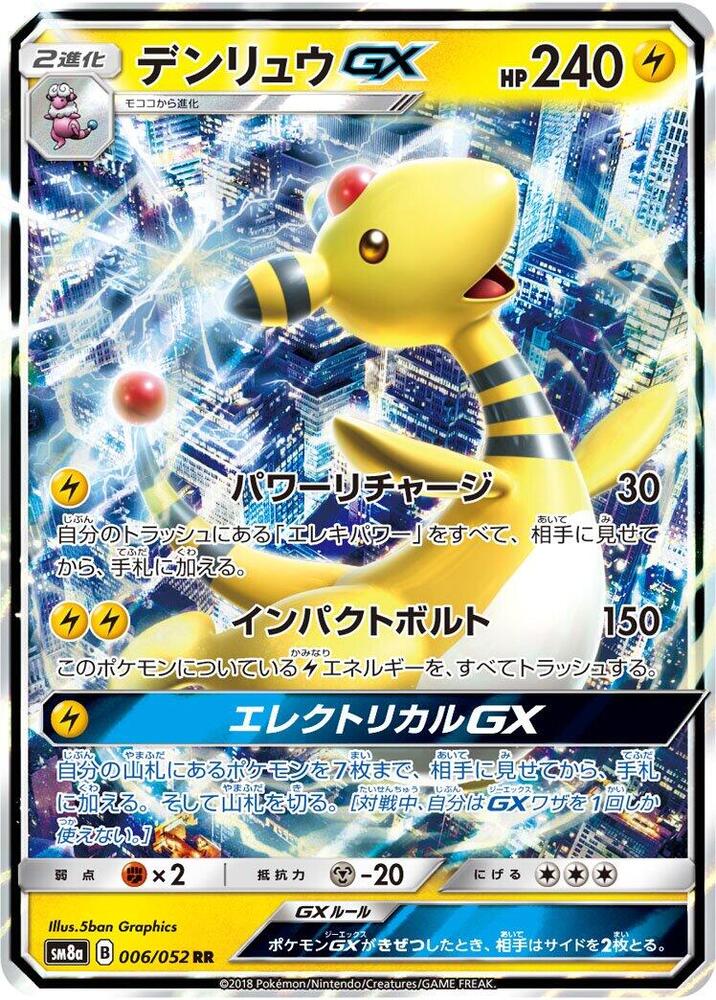 2進化 デンリュウGX HP240
モココから進化
パワーリチャージ 30
自分のトラッシュにある「エレキパワー」をすべて、相手に見せて
から、手札に加える。
インパクトボルト 150
このポケモンについているエネルギーを、すべてトラッシュする。
エレクトリカルGX
自分の山札にあるポケモンを7枚まで、相手に見せてから、手札
に加える。そして山札を切る。[対戦中、自分はGXワザを1回しか
使えない。]
弱点 ×2 抵抗力 -20 にげる
Illus.5ban Graphics
GXルール
ポケモンGXがきぜつしたとき、相手はサイドを2枚とる。
SM8a B 006/052 RR
©2018 Pokémon/Nintendo/Creatures/GAME FREAK.